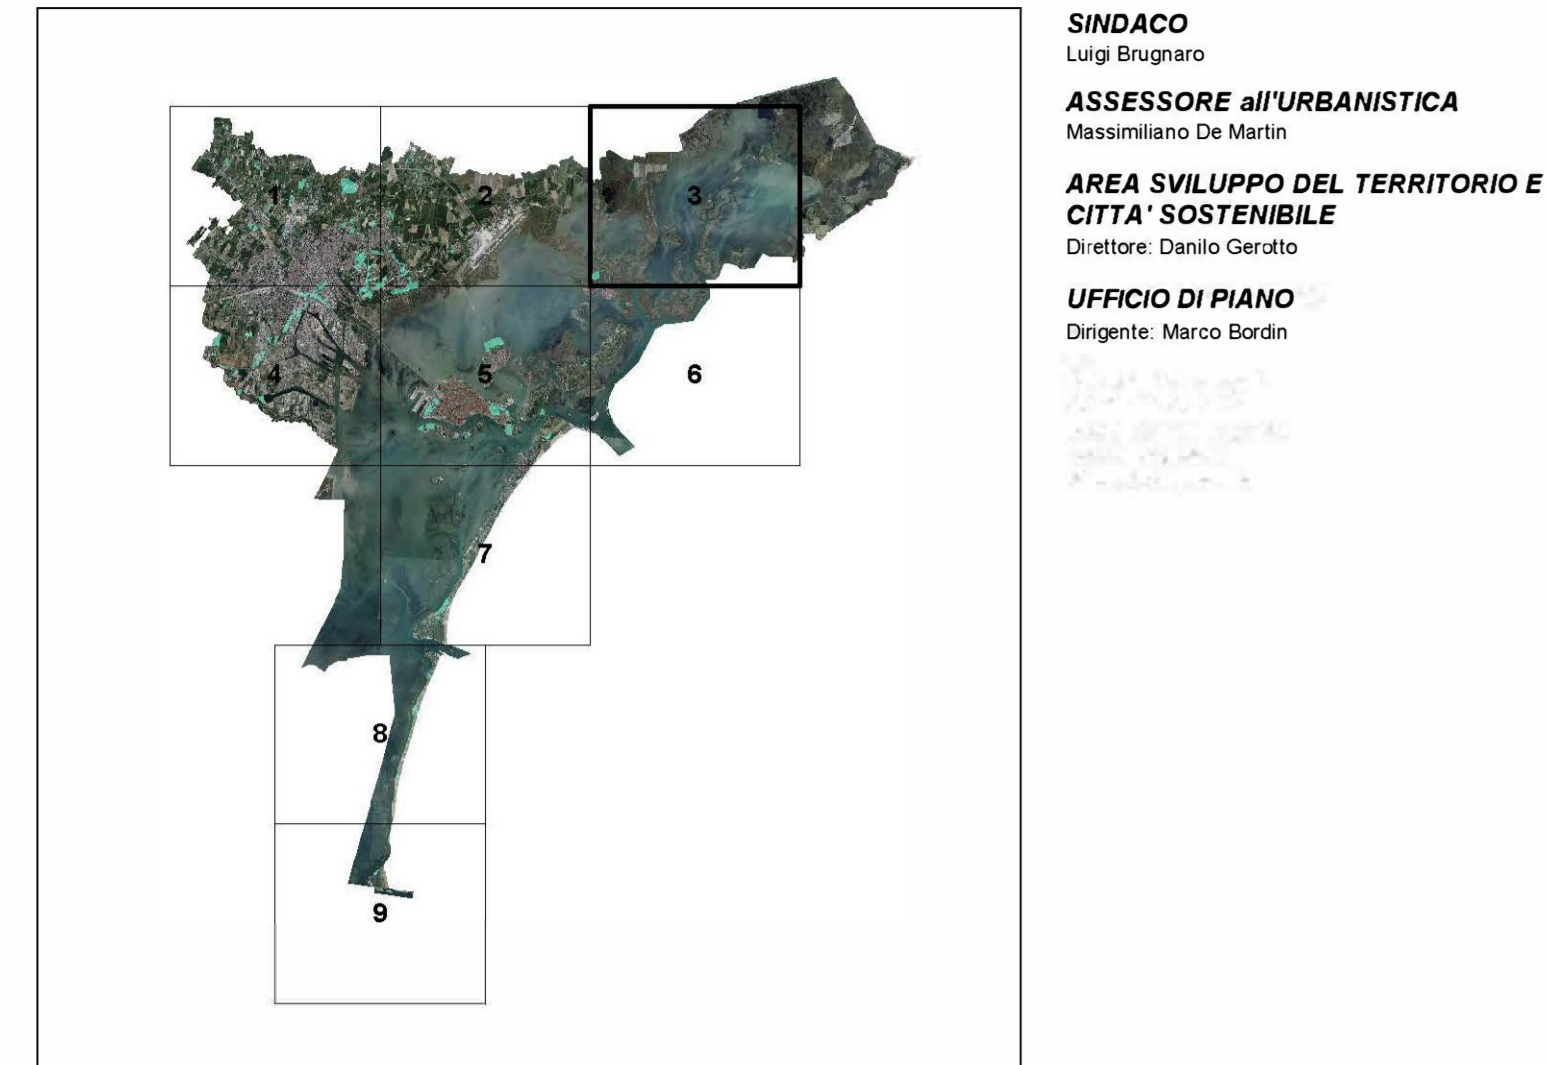 SINDACO
Luigi Brugnaro
ASSESSORE all'URBANISTICA
Massimiliano De Martin
AREA SVILUPPO DEL TERRITORIO E
CITTA' SOSTENIBILE
Direttore: Danilo Gerotto
UFFICIO DI PIANO
Dirigente: Marco Bordin
1
2
3
4
5
6
7
8
9